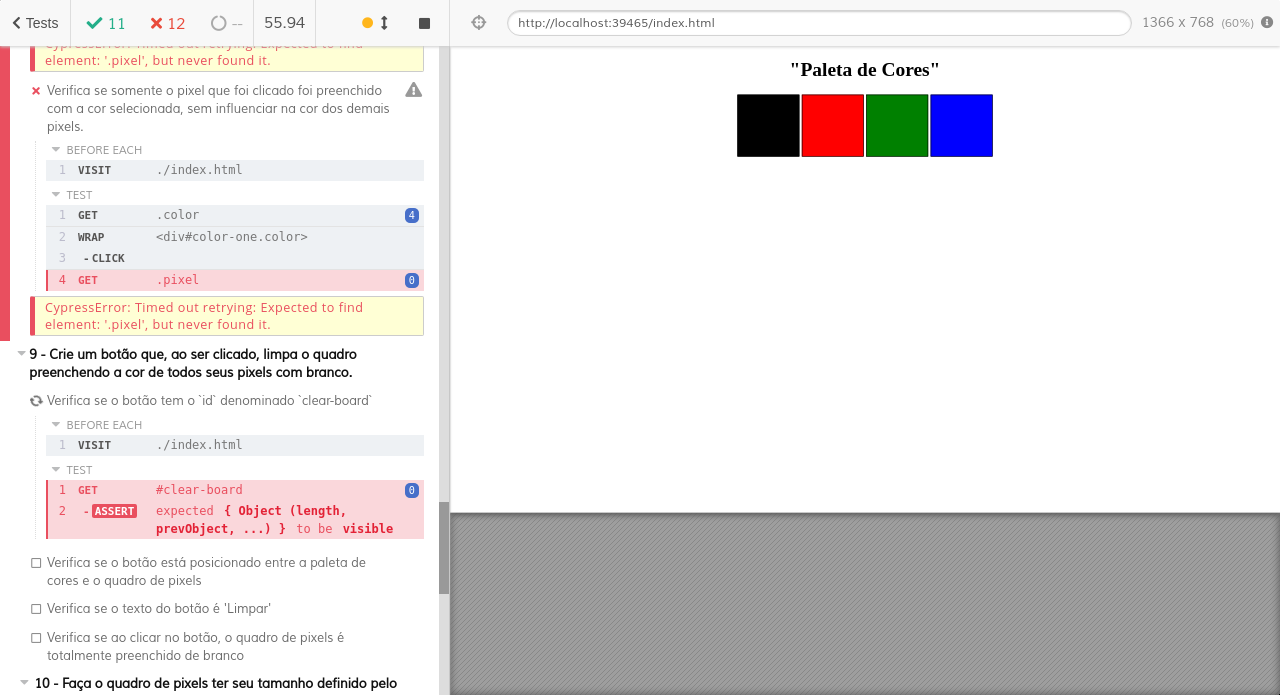 Tests
11
12
--
55.94
CypressError: Timed out retrying: Expected to find
element: '.pixel', but never found it.
Verifica se somente o pixel que foi clicado foi preenchido
com a cor selecionada, sem influenciar na cor dos demais
pixels.
BEFORE EACH
1 VISIT ./index.html
TEST
1 GET .color 4
2 WRAP <div#color-one.color>
3 -CLICK
4 GET .pixel 0
CypressError: Timed out retrying: Expected to find
element: '.pixel', but never found it.
9 - Crie um botão que, ao ser clicado, limpa o quadro
preenchendo a cor de todos seus pixels com branco.
Verifica se o botão tem o `id` denominado `clear-board`
BEFORE EACH
1 VISIT ./index.html
TEST
1 GET #clear-board 0
2 -ASSERT expected { Object (length,
prevObject, ...) } to be visible
Verifica se o botão está posicionado entre a paleta de
cores e o quadro de pixels
Verifica se o texto do botão é 'Limpar'
Verifica se ao clicar no botão, o quadro de pixels é
totalmente preenchido de branco
10 - Faça o quadro de pixels ter seu tamanho definido pelo
http://localhost:39465/index.html
1366 x 768 (60%)
"Paleta de Cores"